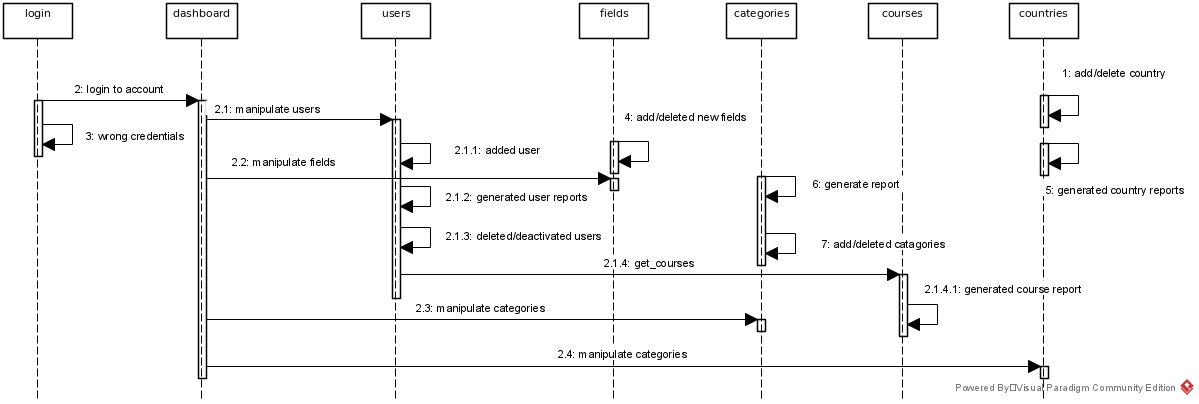 login
dashboard
users
fields
categories
courses
countries
1: add/delete country
2: login to account
2.1: manipulate users
4: add/deleted new fields
3: wrong credentials
2.1.1: added user
2.2: manipulate fields
6: generate report
5: generated country reports
2.1.2: generated user reports
2.1.3: deleted/deactivated users
7: add/deleted catagories
2.1.4: get_courses
2.1.4.1: generated course report
2.3: manipulate categories
2.4: manipulate categories
Powered By Visual Paradigm Community Edition